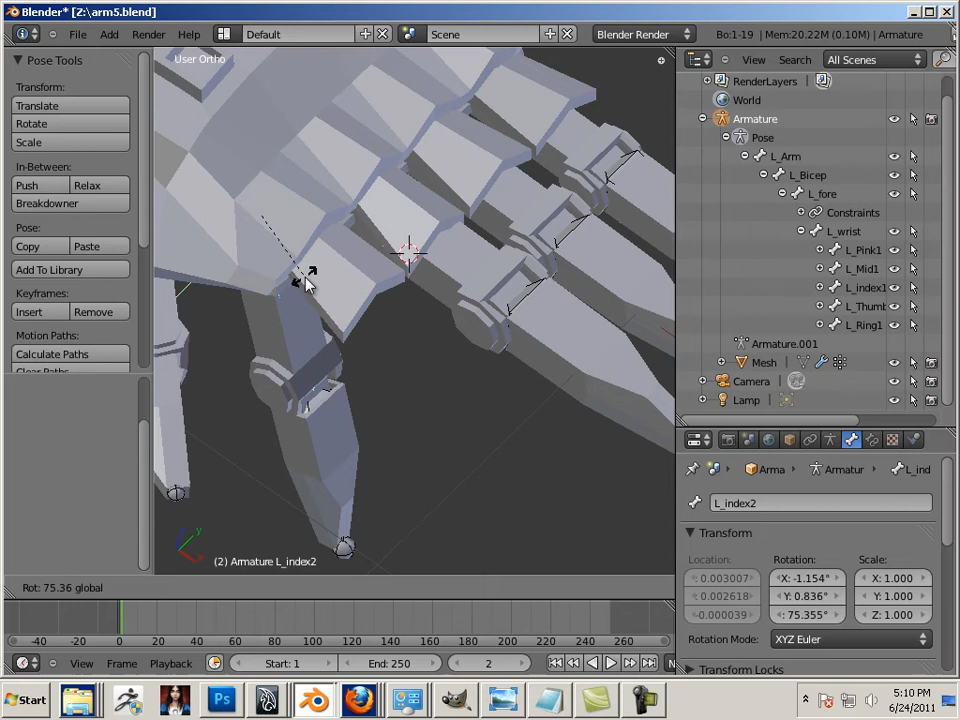 Blender* [Z:\arm5.blend]
File Add Render Help Default Scene Blender Render Bo:1-19 | Mem:20.22M (0.10M) | Armature
Pose Tools
Transform:
Translate
Rotate
Scale
In-Between:
Push Relax
Breakdowner
Pose:
Copy Paste
Add To Library
Keyframes:
Insert Remove
Motion Paths:
Calculate Paths
User Ortho
(2) Armature L_index2
Rot: 75.36 global
View Search All Scenes
RenderLayers
World
Armature
Pose
L_Arm
L_Bicep
L_fore
Constraints
L_wrist
L_Pink1
L_Mid1
L_index1
L_Thumb
L_Ring1
Armature.001
Mesh
Camera
Lamp
Arma Armatur L_ind
L_index2
Transform
Location: Rotation: Scale:
0.003007 X: -1.154° X: 1.000
0.002618 Y: 0.836° Y: 1.000
-0.000039 75.355° Z: 1.000
Rotation Mode: XYZ Euler
Transform Locks
-40 -20 0 20 40 60 80 100 120 140 160 180 200 220 240 260
View Frame Playback Start: 1 End: 250 2
Start
5:10 PM
6/24/2011